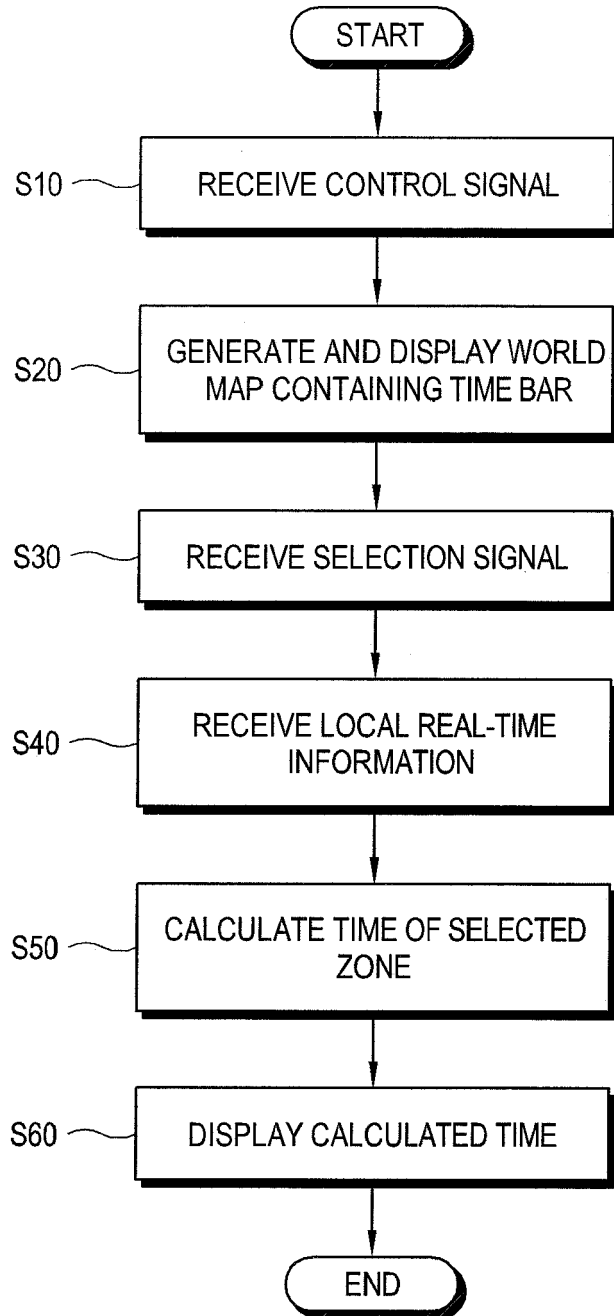 START
S10
RECEIVE CONTROL SIGNAL
S20
GENERATE AND DISPLAY WORLD
MAP CONTAINING TIME BAR
S30
RECEIVE SELECTION SIGNAL
S40
RECEIVE LOCAL REAL-TIME
INFORMATION
S50
CALCULATE TIME OF SELECTED
ZONE
S60
DISPLAY CALCULATED TIME
END